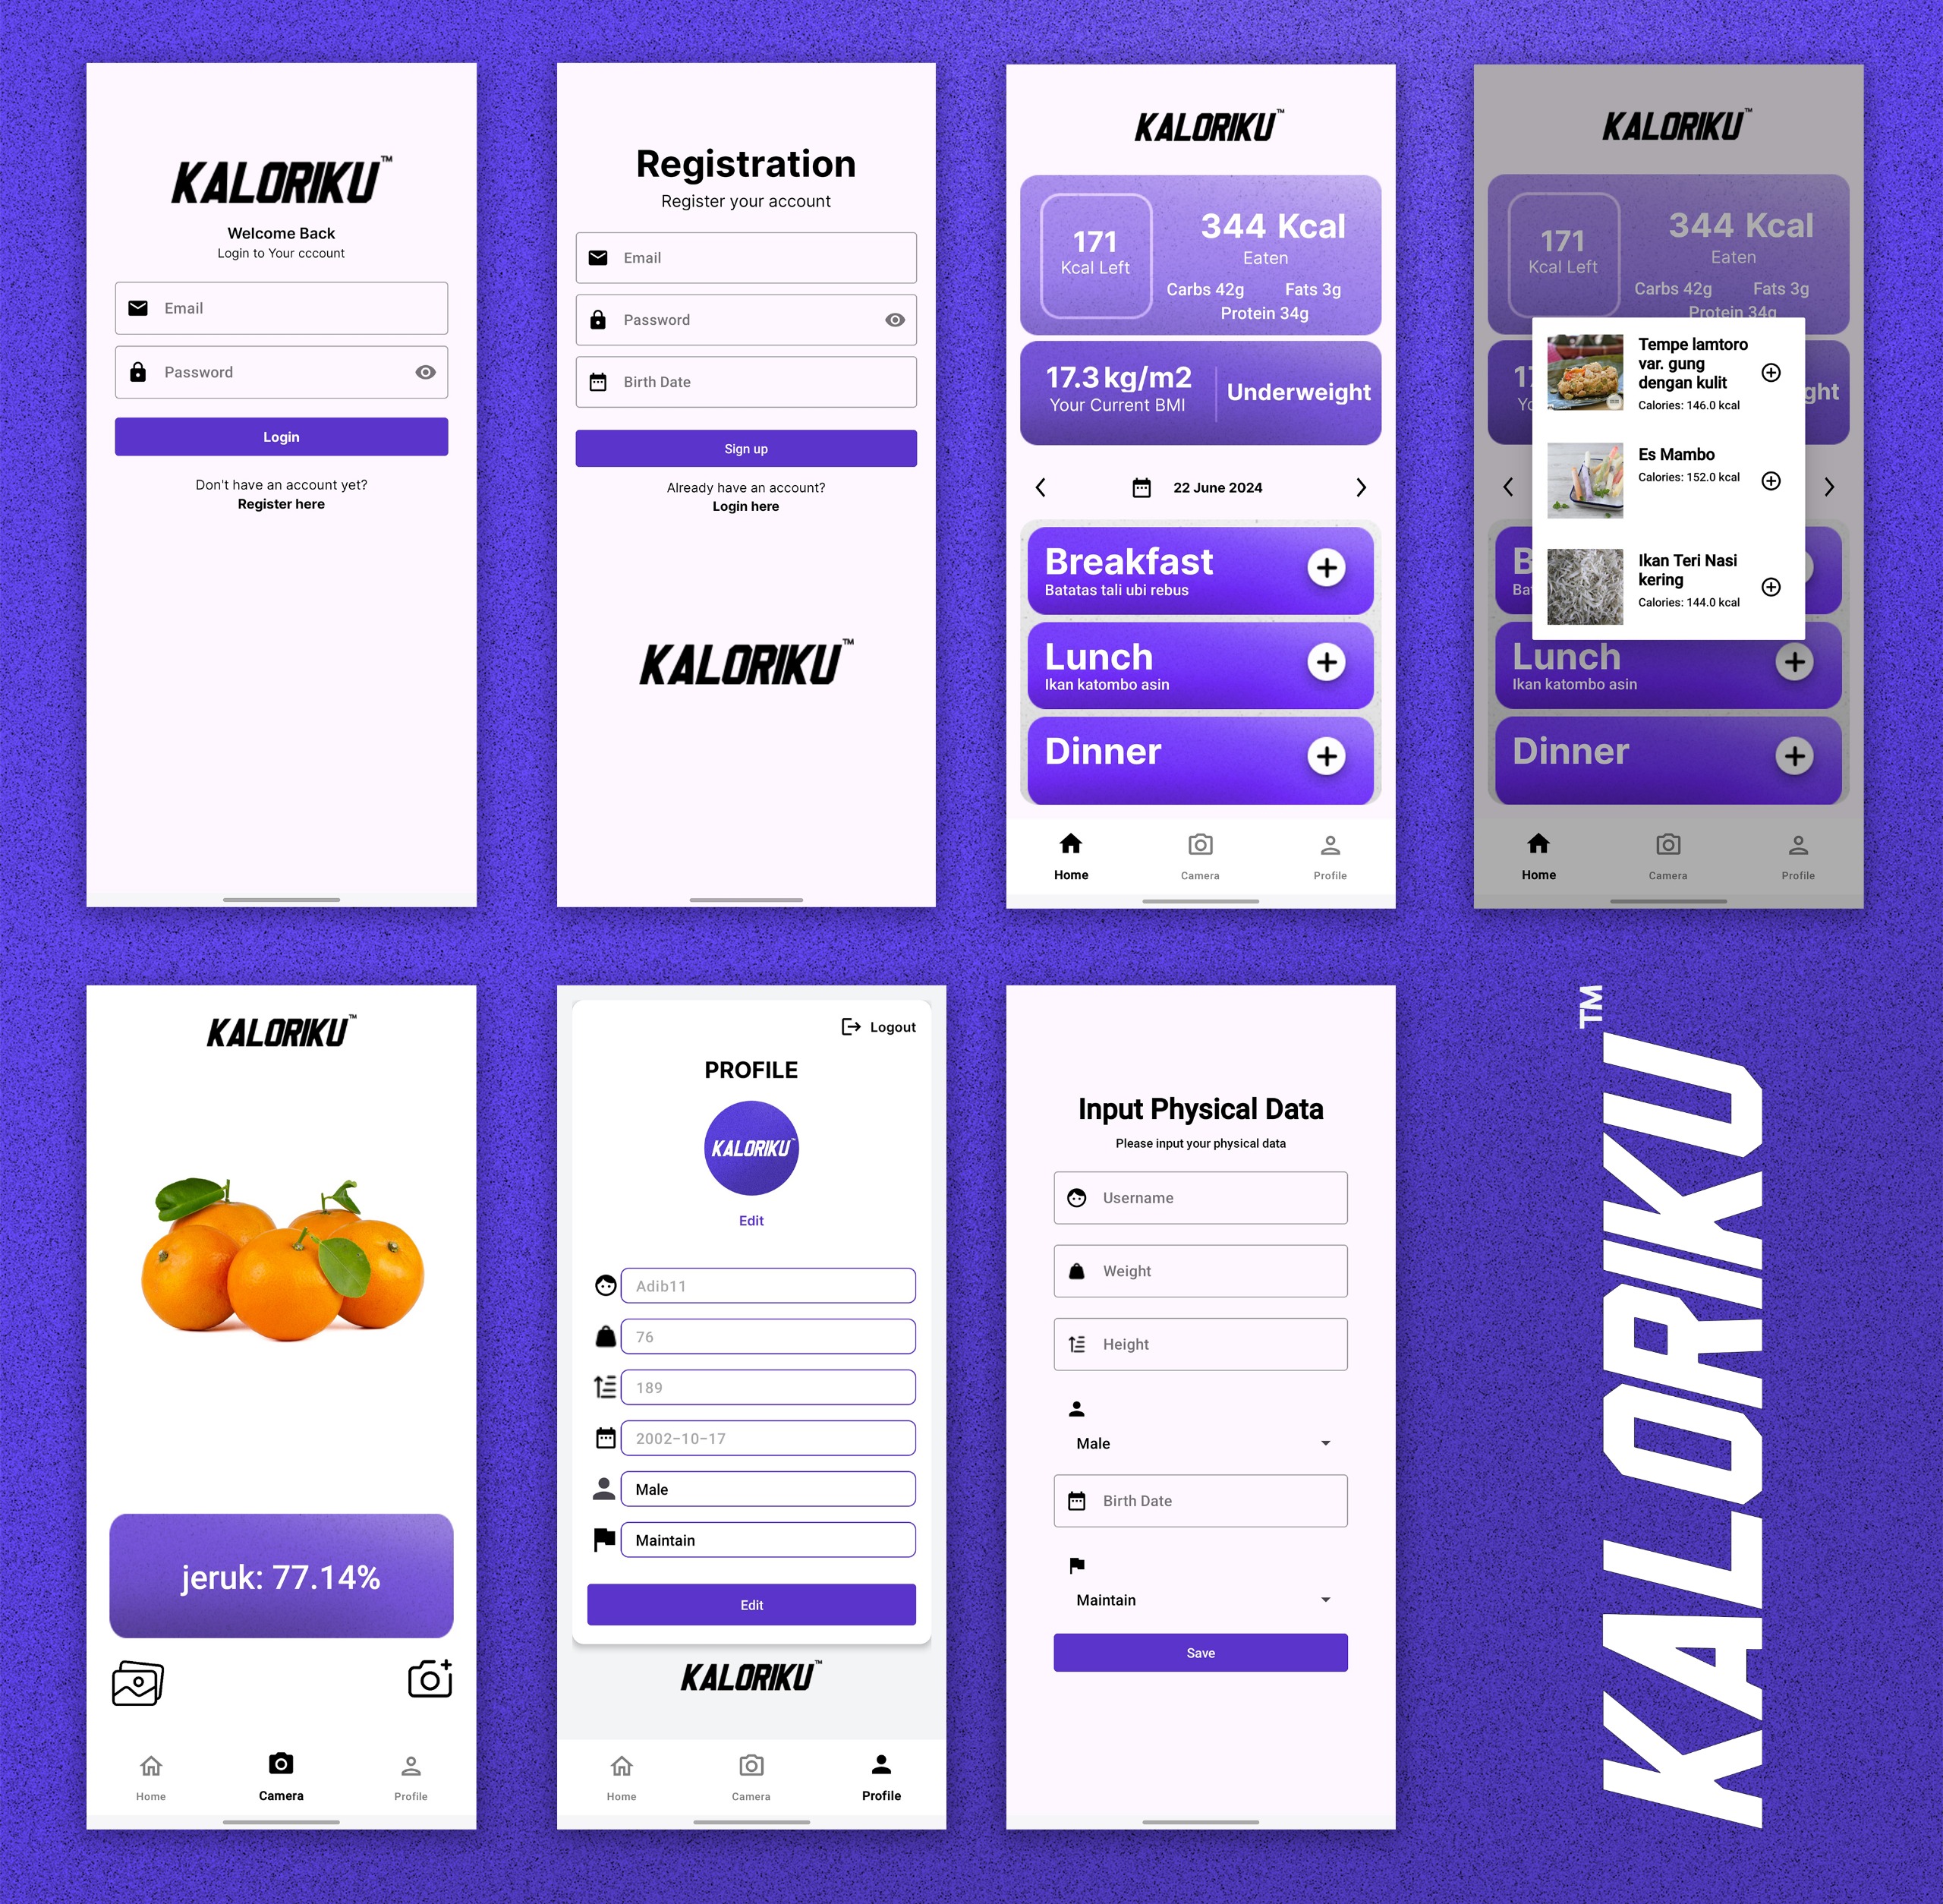 KALORIKU™
Welcome Back
Login to Your cccount
Email
Password
Login
Don't have an account yet?
Register here
Registration
Register your account
Email
Password
Birth Date
Sign up
Already have an account?
Login here
KALORIKU™
KALORIKU™
171
Kcal Left
344 Kcal
Eaten
Carbs 42g
Fats 3g
Protein 34g
17.3 kg/m2
Your Current BMI
Underweight
22 June 2024
Breakfast
Batatas tali ubi rebus
Lunch
Ikan katombo asin
Dinner
Home
Camera
Profile
KALORIKU™
171
Kcal Left
344 Kcal
Eaten
Carbs 42g
Fats 3g
Protein 34g
Tempe lamtoro
var. gung
dengan kulit
Calories: 146.0 kcal
Es Mambo
Calories: 152.0 kcal
Ikan Teri Nasi
kering
Calories: 144.0 kcal
Lunch
Ikan katombo asin
Dinner
Home
Camera
Profile
KALORIKU™
jeruk: 77.14%
Home
Camera
Profile
Logout
PROFILE
KALORIKU™
Edit
Adib11
76
189
2002-10-17
Male
Maintain
Edit
KALORIKU™
Home
Camera
Profile
Input Physical Data
Please input your physical data
Username
Weight
Height
Male
Birth Date
Maintain
Save
KALORIKU™